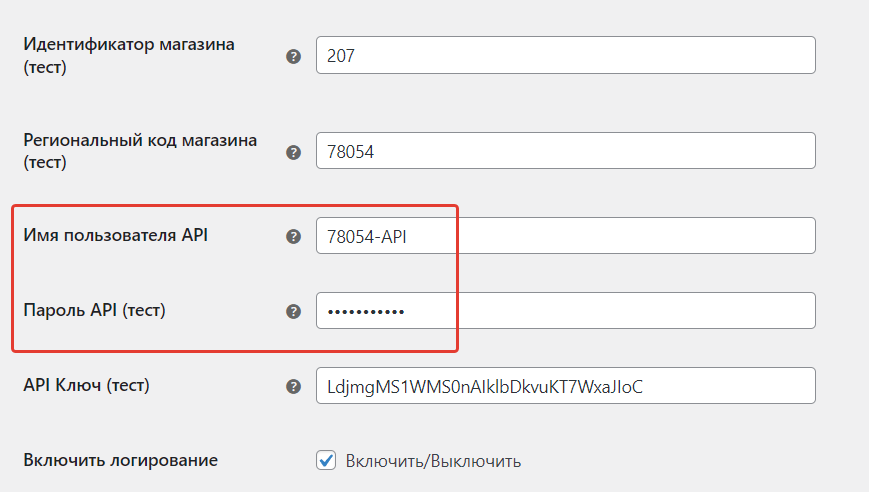 Идентификатор магазина
(тест)
207
Региональный код магазина
(тест)
78054
Имя пользователя API
78054-API
Пароль API (тест)
•••••••••••
API Ключ (тест)
LdjmgMS1WMS0nAIklbDkvuKT7WxaJIoC
Включить логирование
Включить/Выключить